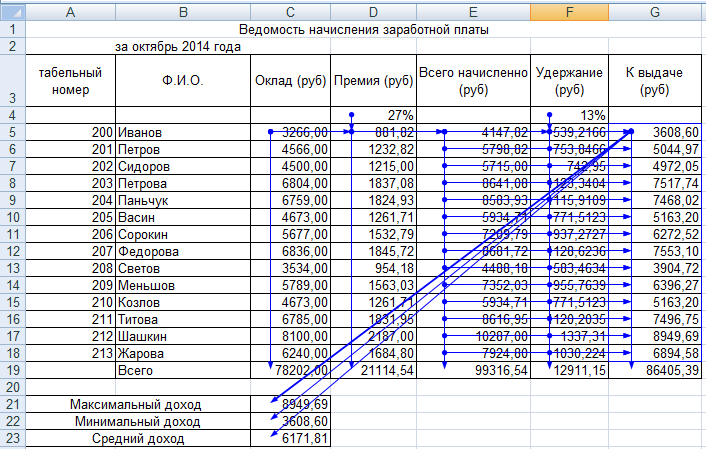 A B C D E F G
1 Ведомость начисления заработной платы
2 за октябрь 2014 года
3 табельный номер Ф.И.О. Оклад (руб) Премия (руб) Всего начисленно (руб) Удержание (руб) К выдаче (руб)
4 27% 13%
5 200 Иванов 3266,00 881,82 4147,82 539,2166 3608,60
6 201 Петров 4566,00 1232,82 5798,82 753,8466 5044,97
7 202 Сидоров 4500,00 1215,00 5715,00 742,95 4972,05
8 203 Петрова 6804,00 1837,08 8641,08 1123,3404 7517,74
9 204 Паньчук 6759,00 1824,93 8583,93 1115,9109 7468,02
10 205 Васин 4673,00 1261,71 5934,71 771,5123 5163,20
11 206 Сорокин 5677,00 1532,79 7209,79 937,2727 6272,52
12 207 Федорова 6836,00 1845,72 8681,72 1128,6236 7553,10
13 208 Светов 3534,00 954,18 4488,18 583,4634 3904,72
14 209 Меньшов 5789,00 1563,03 7352,03 955,7639 6396,27
15 210 Козлов 4673,00 1261,71 5934,71 771,5123 5163,20
16 211 Титова 6785,00 1831,95 8616,95 1120,2035 7496,75
17 212 Шашкин 8100,00 2187,00 10287,00 1337,31 8949,69
18 213 Жарова 6240,00 1684,80 7924,80 1030,224 6894,58
19 Всего 78202,00 21114,54 99316,54 12911,15 86405,39
20
21 Максимальный доход 8949,69
22 Минимальный доход 3608,60
23 Средний доход 6171,81